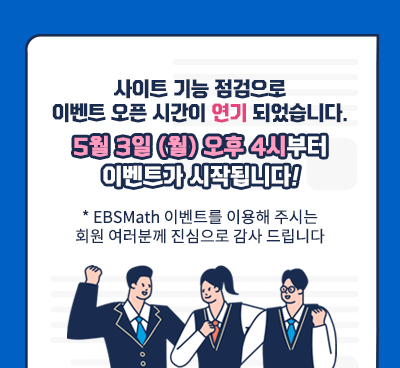 사이트 기능 점검으로
이벤트 오픈 시간이 연기 되었습니다.
5월 3일 (월) 오후 4시부터
이벤트가 시작됩니다!
* EBSMath 이벤트를 이용해 주시는
회원 여러분께 진심으로 감사 드립니다